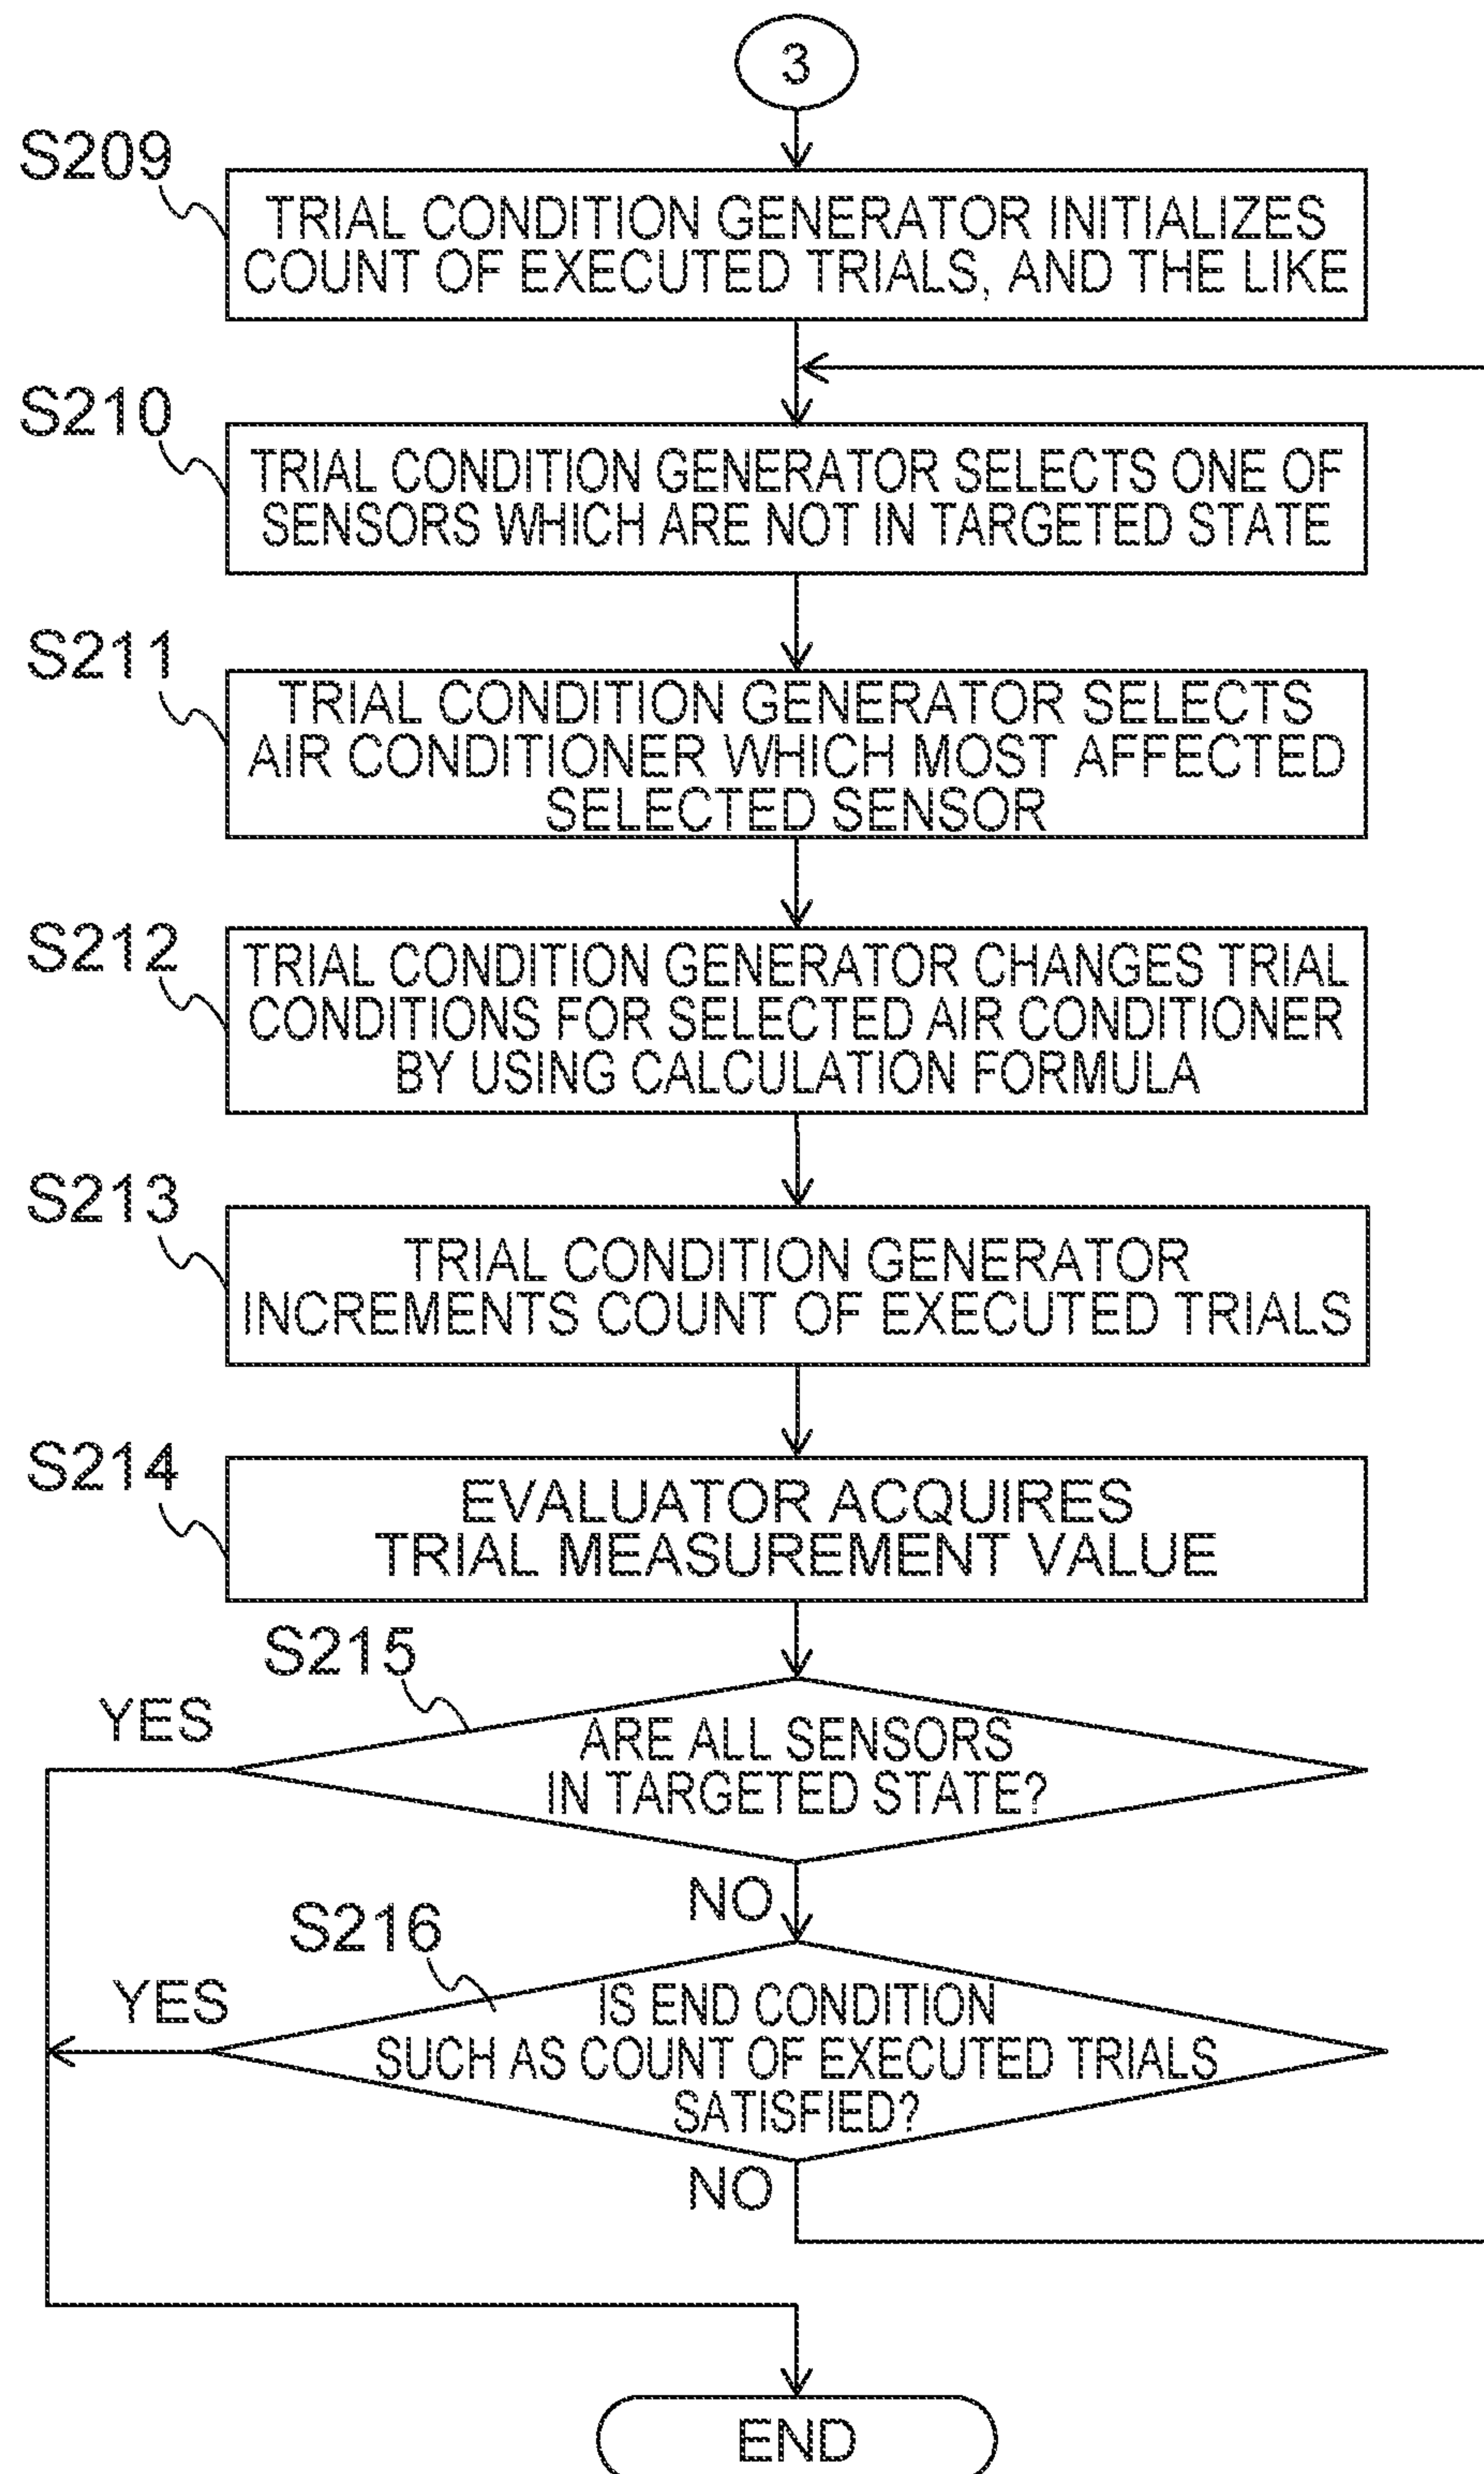 3
S209
TRIAL CONDITION GENERATOR INITIALIZES
COUNT OF EXECUTED TRIALS, AND THE LIKE
S210
TRIAL CONDITION GENERATOR SELECTS ONE OF
SENSORS WHICH ARE NOT IN TARGETED STATE
S211
TRIAL CONDITION GENERATOR SELECTS
AIR CONDITIONER WHICH MOST AFFECTED
SELECTED SENSOR
S212
TRIAL CONDITION GENERATOR CHANGES TRIAL
CONDITIONS FOR SELECTED AIR CONDITIONER
BY USING CALCULATION FORMULA
S213
TRIAL CONDITION GENERATOR
INCREMENTS COUNT OF EXECUTED TRIALS
S214
EVALUATOR ACQUIRES
TRIAL MEASUREMENT VALUE
S215
YES
ARE ALL SENSORS
IN TARGETED STATE?
NO
S216
YES
IS END CONDITION
SUCH AS COUNT OF EXECUTED TRIALS
SATISFIED?
NO
END